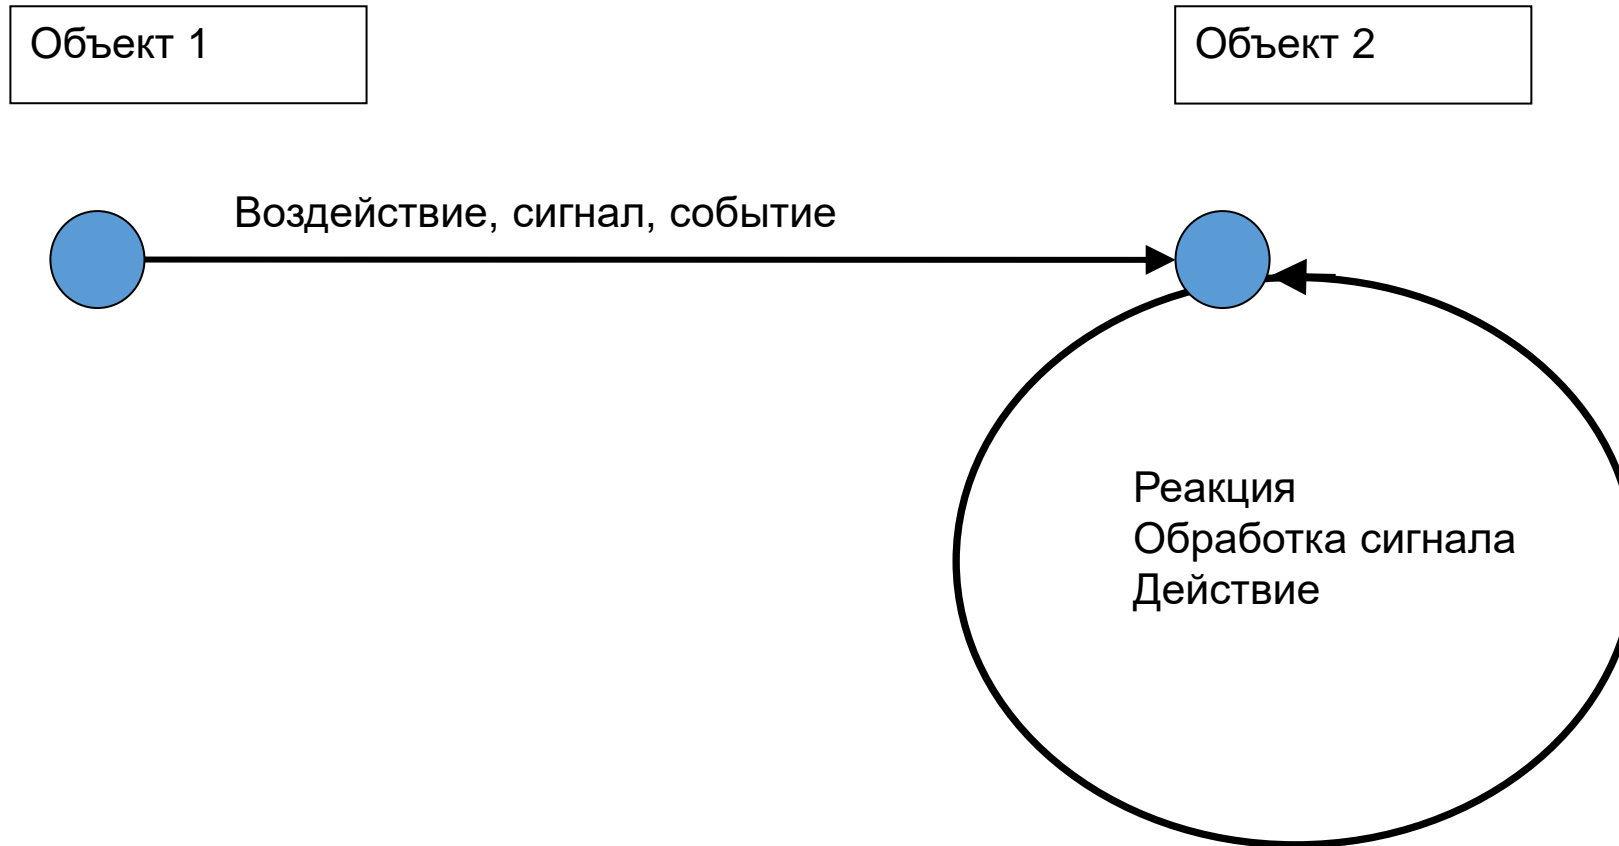 Объект 1
Объект 2
Воздействие, сигнал, событие
Реакция
Обработка сигнала
Действие